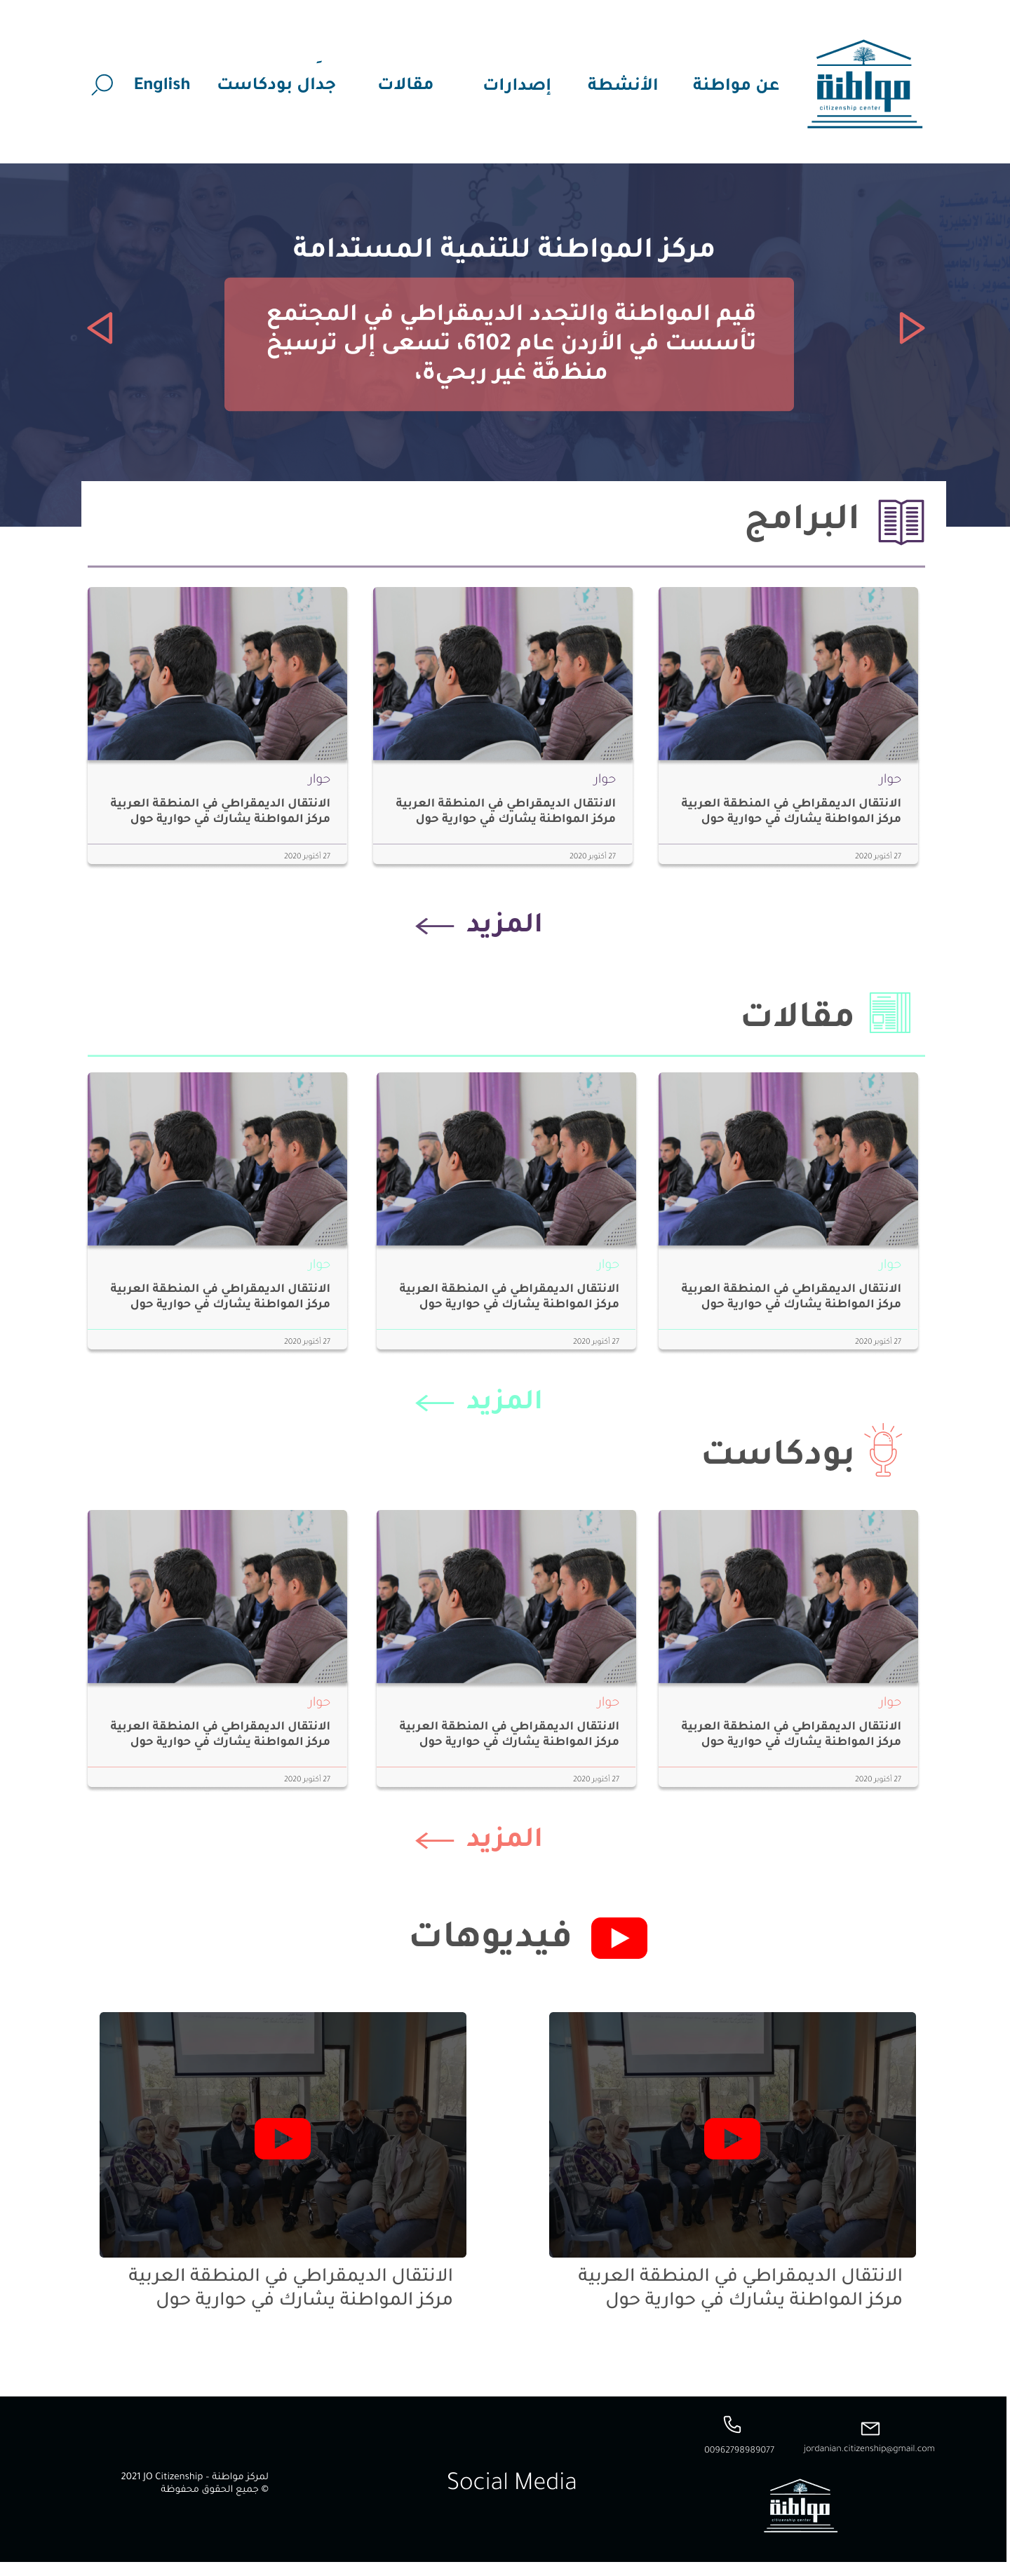 مواطنة
citizenship center
عن مواطنة
الأنشطة
إصدارات
مقالات
جدَال بودكاست
English
مركز المواطنة للتنمية المستدامة
قيم المواطنة والتجدد الديمقراطي في المجتمع
تأسست في الأردن عام 6102، تسعى إلى ترسيخ
منظمَّة غير ربحية،
البرامج
حوار
الانتقال الديمقراطي في المنطقة العربية
مركز المواطنة يشارك في حوارية حول
27 أكتوبر 2020
حوار
الانتقال الديمقراطي في المنطقة العربية
مركز المواطنة يشارك في حوارية حول
27 أكتوبر 2020
حوار
الانتقال الديمقراطي في المنطقة العربية
مركز المواطنة يشارك في حوارية حول
27 أكتوبر 2020
المزيد
مقالات
حوار
الانتقال الديمقراطي في المنطقة العربية
مركز المواطنة يشارك في حوارية حول
27 أكتوبر 2020
حوار
الانتقال الديمقراطي في المنطقة العربية
مركز المواطنة يشارك في حوارية حول
27 أكتوبر 2020
حوار
الانتقال الديمقراطي في المنطقة العربية
مركز المواطنة يشارك في حوارية حول
27 أكتوبر 2020
المزيد
بودكاست
حوار
الانتقال الديمقراطي في المنطقة العربية
مركز المواطنة يشارك في حوارية حول
27 أكتوبر 2020
حوار
الانتقال الديمقراطي في المنطقة العربية
مركز المواطنة يشارك في حوارية حول
27 أكتوبر 2020
حوار
الانتقال الديمقراطي في المنطقة العربية
مركز المواطنة يشارك في حوارية حول
27 أكتوبر 2020
المزيد
فيديوهات
الانتقال الديمقراطي في المنطقة العربية
مركز المواطنة يشارك في حوارية حول
الانتقال الديمقراطي في المنطقة العربية
مركز المواطنة يشارك في حوارية حول
jordanian.citizenship@gmail.com
00962798989077
مواطنة
citizenship center
Social Media
لمركز مواطنة - 2021 JO Citizenship
© جميع الحقوق محفوظة